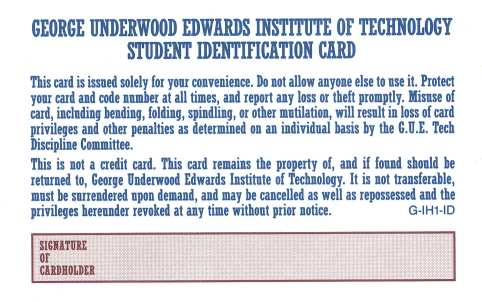 GEORGE UNDERWOOD EDWARDS INSTITUTE OF TECHNOLOGY
STUDENT IDENTIFICATION CARD
This card is issued solely for your convenience. Do not allow anyone else to use it. Protect
your card and code number at all times, and report any loss or theft promptly. Misuse of
card, including bending, folding, spindling, or other mutilation, will result in loss of card
privileges and other penalties as determined on an individual basis by the G.U.E. Tech
Discipline Committee.
This is not a credit card. This card remains the property of, and if found should be
returned to, George Underwood Edwards Institute of Technology. It is not transferable,
must be surrendered upon demand, and may be cancelled as well as repossessed and the
privileges hereunder revoked at any time without prior notice. G-IH1-ID
SIGNATURE
OF
CARDHOLDER